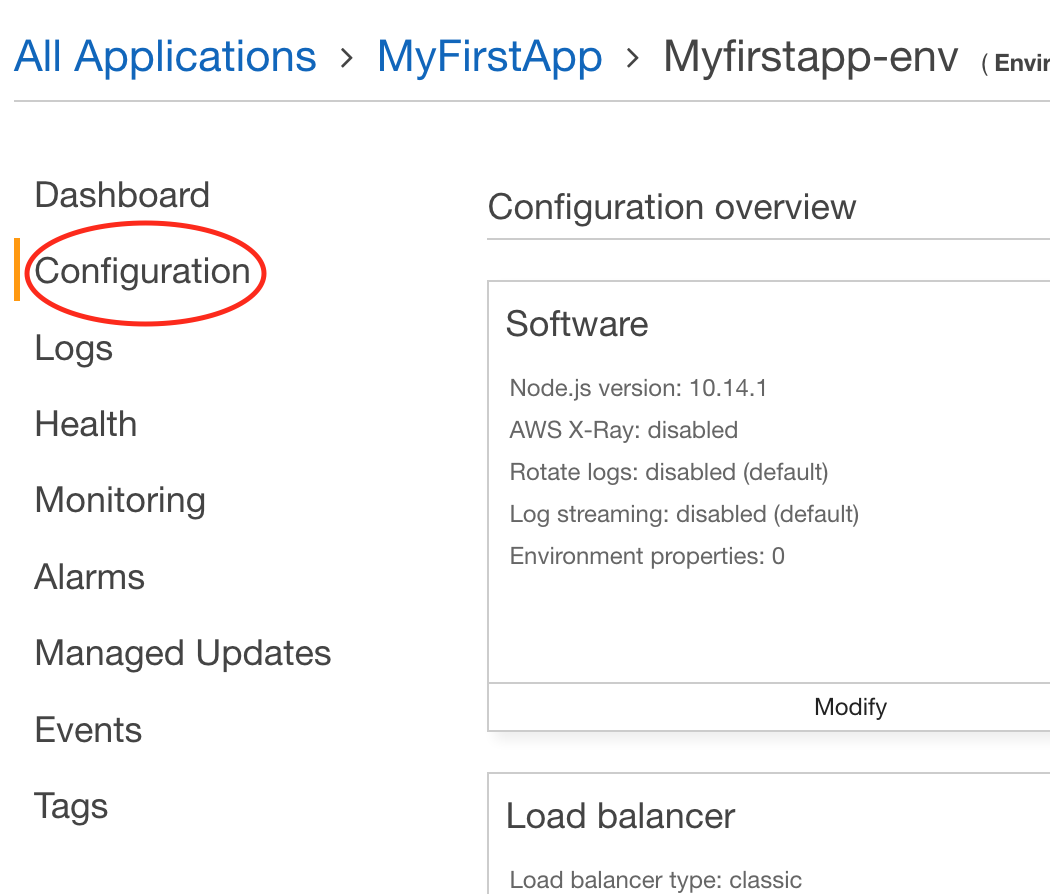 All Applications > MyFirstApp > Myfirstapp-env (
Dashboard
Configuration
Logs
Health
Monitoring
Alarms
Managed Updates
Events
Tags
Configuration overview
Software
Node.js version: 10.14.1
AWS X-Ray: disabled
Rotate logs: disabled (default)
Log streaming: disabled (default)
Environment properties: 0
Modify
Load balancer
Load balancer type: classic